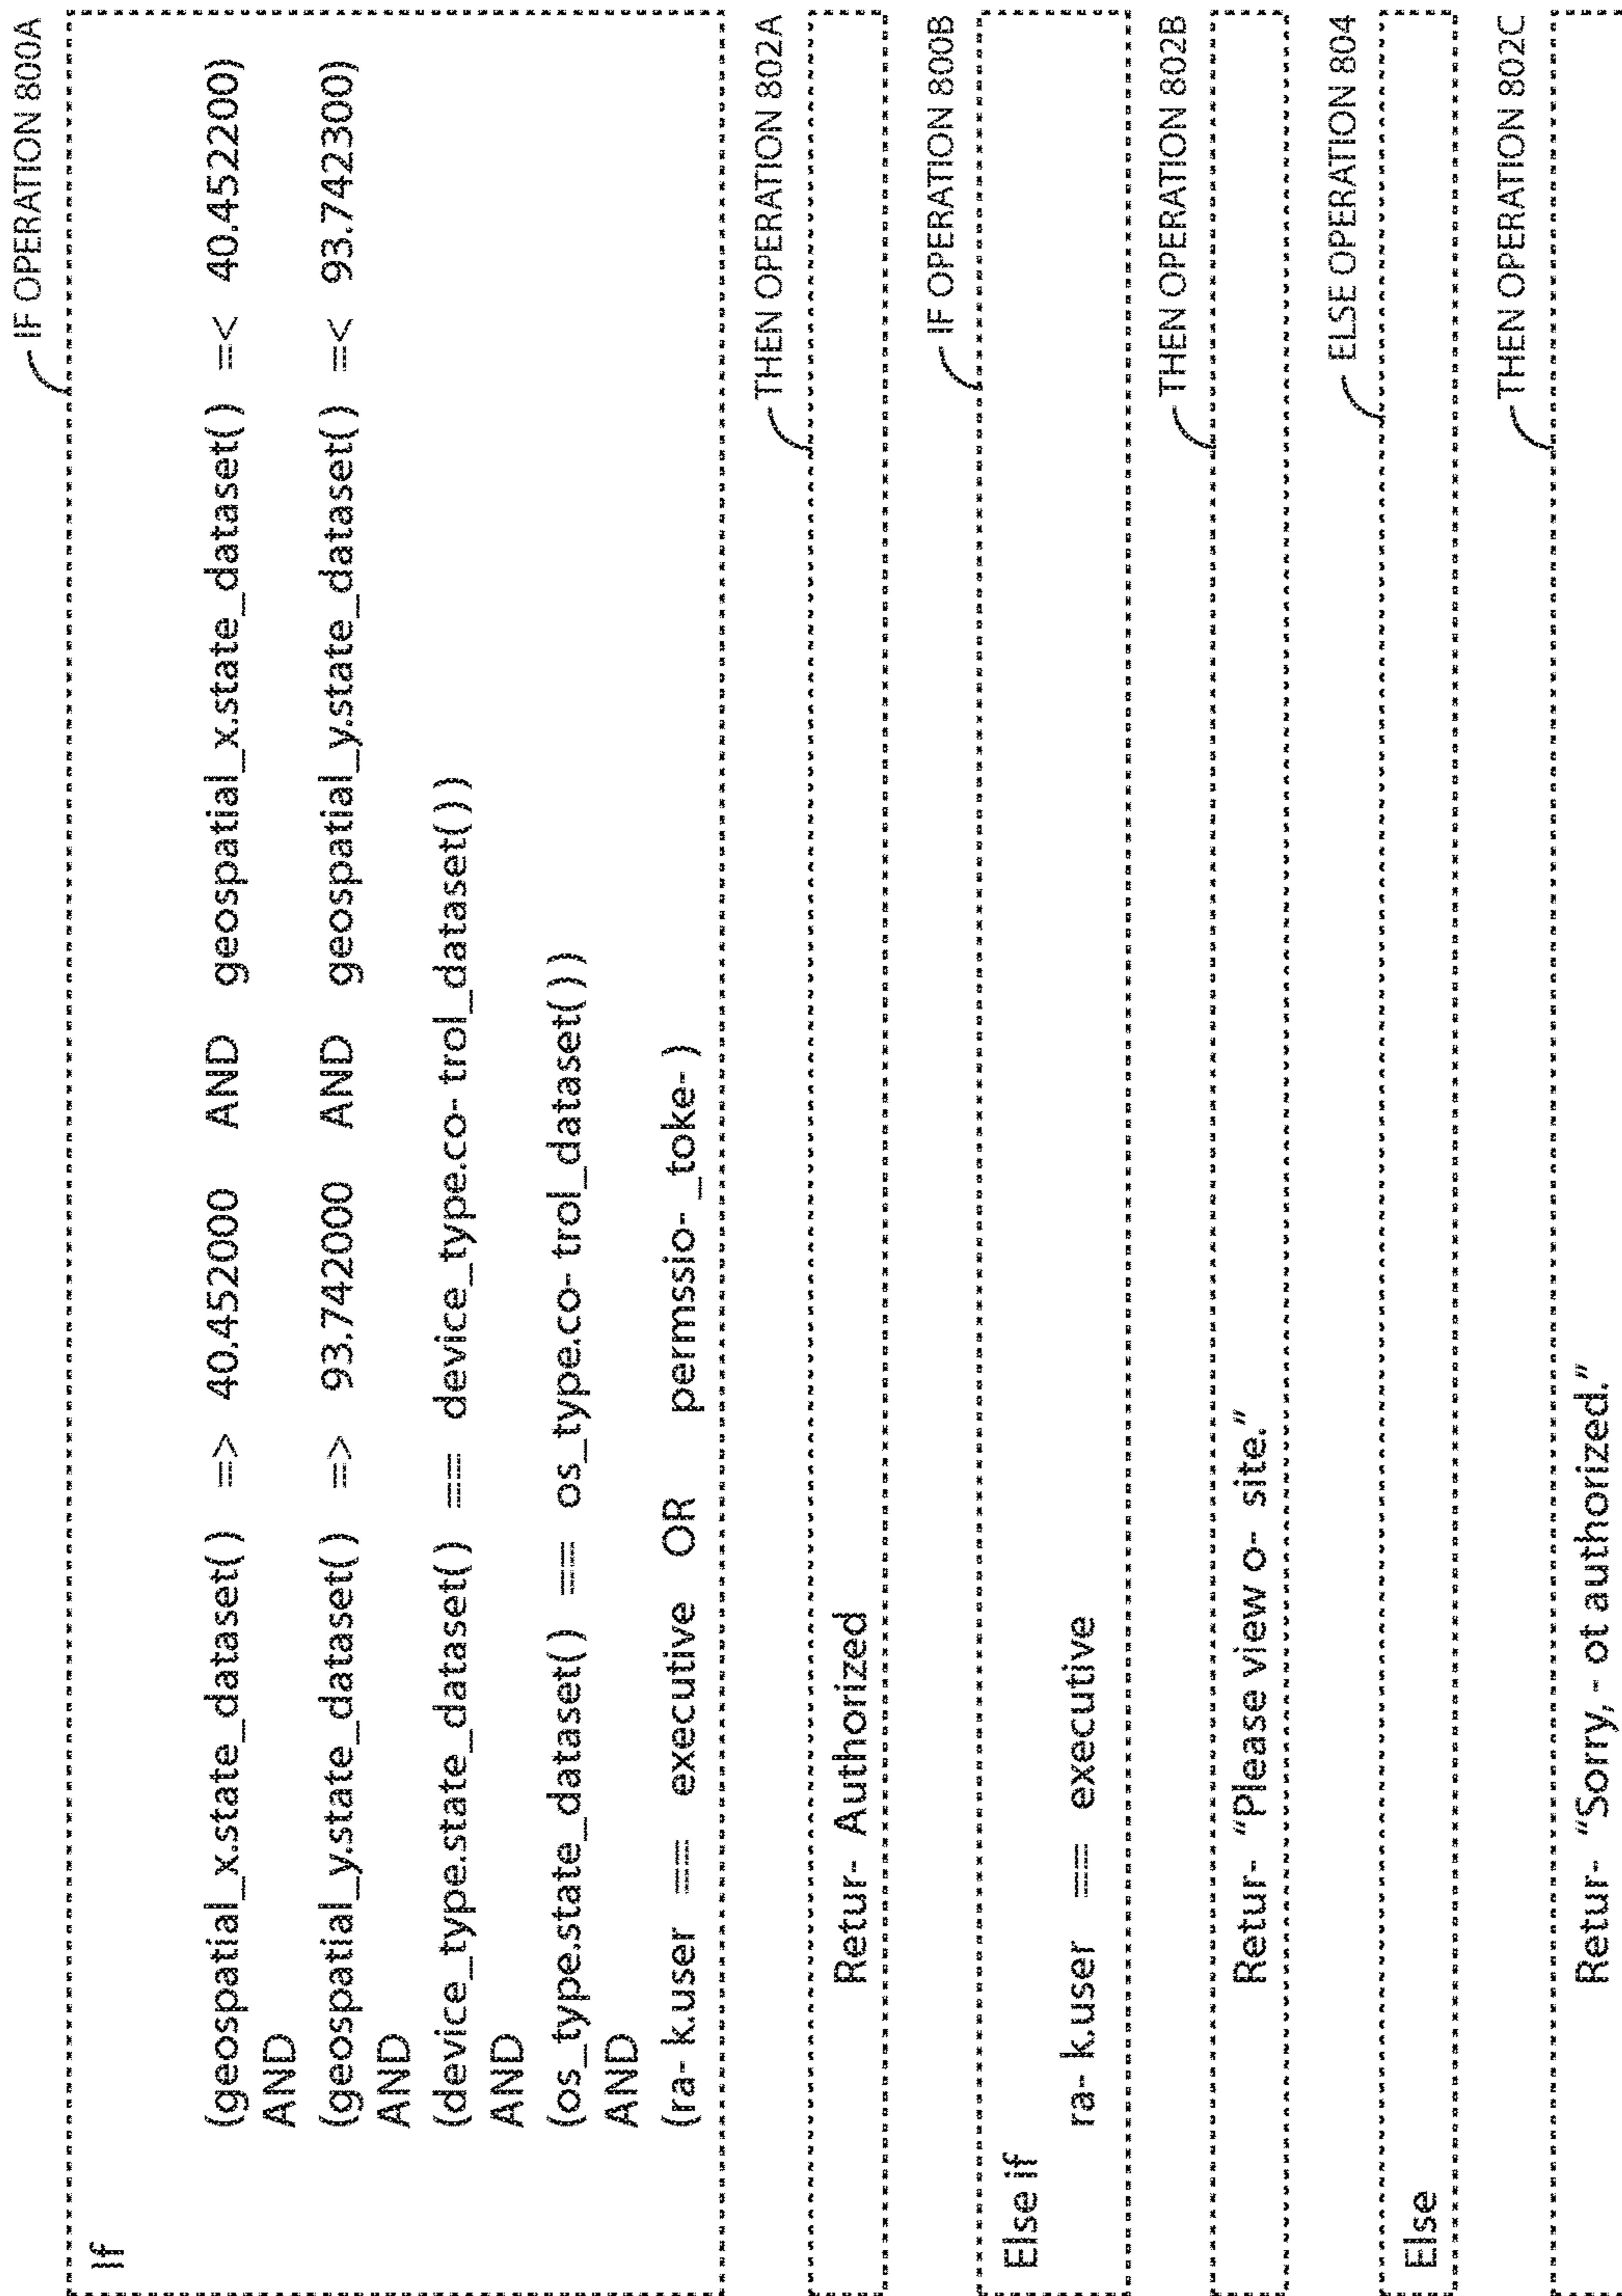 IF OPERATION 800A
If
(geospatial_x.state_dataset() => 40.452000 AND geospatial_x.state_dataset() =< 40.452200)
AND
(geospatial_y.state_dataset() => 93.742000 AND geospatial_y.state_dataset() =< 93.742300)
AND
(device_type.state_dataset() == device_type.co- trol_dataset())
AND
(os_type.state_dataset() == os_type.co- trol_dataset())
AND
(ra- k.user == executive OR permssio- _toke- )
THEN OPERATION 802A
Retur- Authorized
IF OPERATION 800B
Else if
ra- k.user == executive
THEN OPERATION 802B
Retur- "Please view o- site."
ELSE OPERATION 804
Else
THEN OPERATION 802C
Retur- "Sorry, - ot authorized."